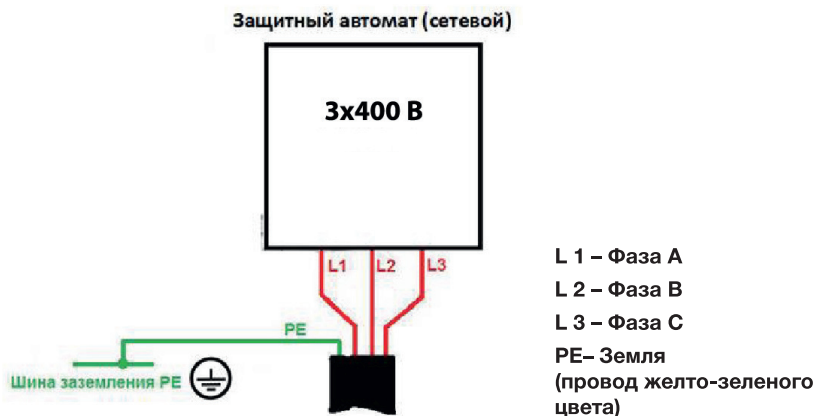 Защитный автомат (сетевой)
3x400 В
L1
L2
L3
PE
Шина заземления PE
L 1 – Фаза А
L 2 – Фаза В
L 3 – Фаза С
PE– Земля
(провод желто-зеленого
цвета)